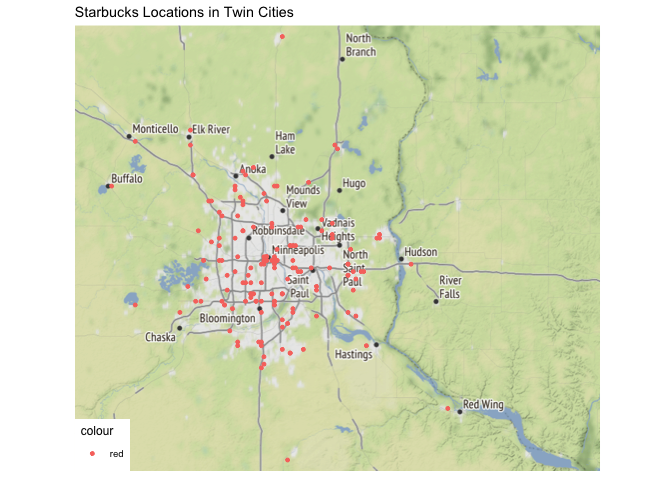 Starbucks Locations in Twin Cities
North
Branch
Monticello
Elk River
Ham
Lake
Anoka
Buffalo
Mounds
View
Hugo
Vadnais
Heights
Robbinsdale
Minneapolis
North
Saint
Paul
Hudson
Saint
Paul
River
Falls
Bloomington
Chaska
Hastings
Red Wing
colour
red